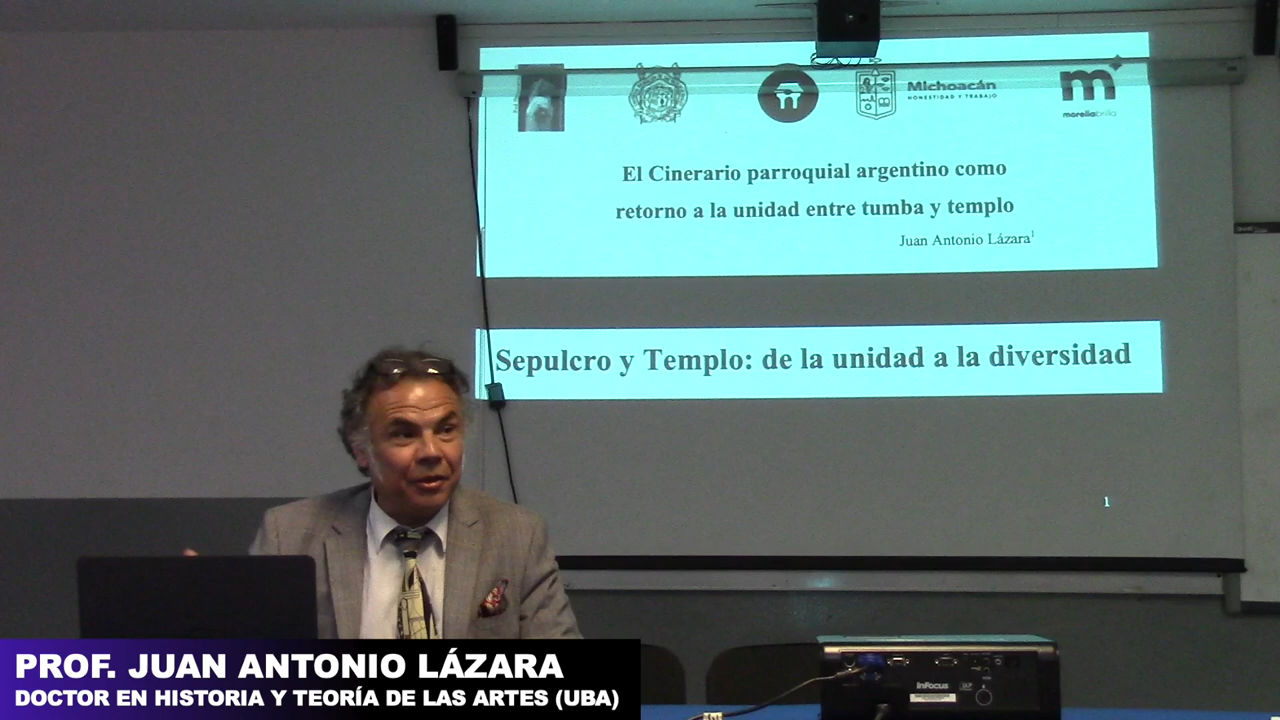 Michoacán
HONESTIDAD Y TRABAJO
m
morelia brilla
El Cinerario parroquial argentino como
retorno a la unidad entre tumba y templo
Juan Antonio Lázara¹
Sepulcro y Templo: de la unidad a la diversidad
1
InFocus
PROF. JUAN ANTONIO LÁZARA
DOCTOR EN HISTORIA Y TEORÍA DE LAS ARTES (UBA)